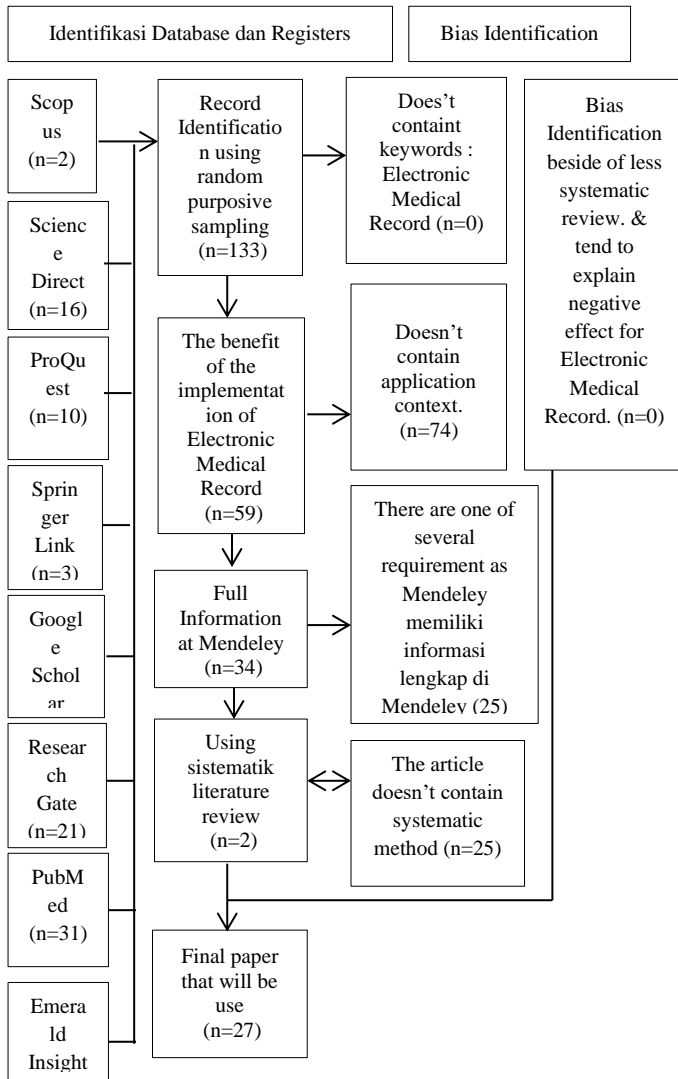 Identifikasi Database dan Registers
Bias Identification
Scop
us
(n=2)
Scienc
e
Direct
(n=16)
ProQu
est
(n=10)
Sprin
ger
Link
(n=3)
Googl
e
Schol
ar
Resear
ch
Gate
(n=21)
PubM
ed
(n=31)
Emera
ld
Insight
Record
Identificatio
n using
random
purposive
sampling
(n=133)
The benefit
of the
implementat
ion of
Electronic
Medical
Record
(n=59)
Full
Information
at Mendeley
(n=34)
Using
sistematik
literature
review
(n=2)
Final paper
that will be
use
(n=27)
Does't
containt
keywords :
Electronic
Medical
Record (n=0)
Doesn't
contain
application
context.
(n=74)
There are one of
several
requirement as
Mendeley
memiliki
informasi
lengkap di
Mendeley (25)
The article
doesn't contain
systematic
method (n=25)
Bias
Identification
beside of less
systematic
review. &
tend to
explain
negative
effect for
Electronic
Medical
Record. (n=0)